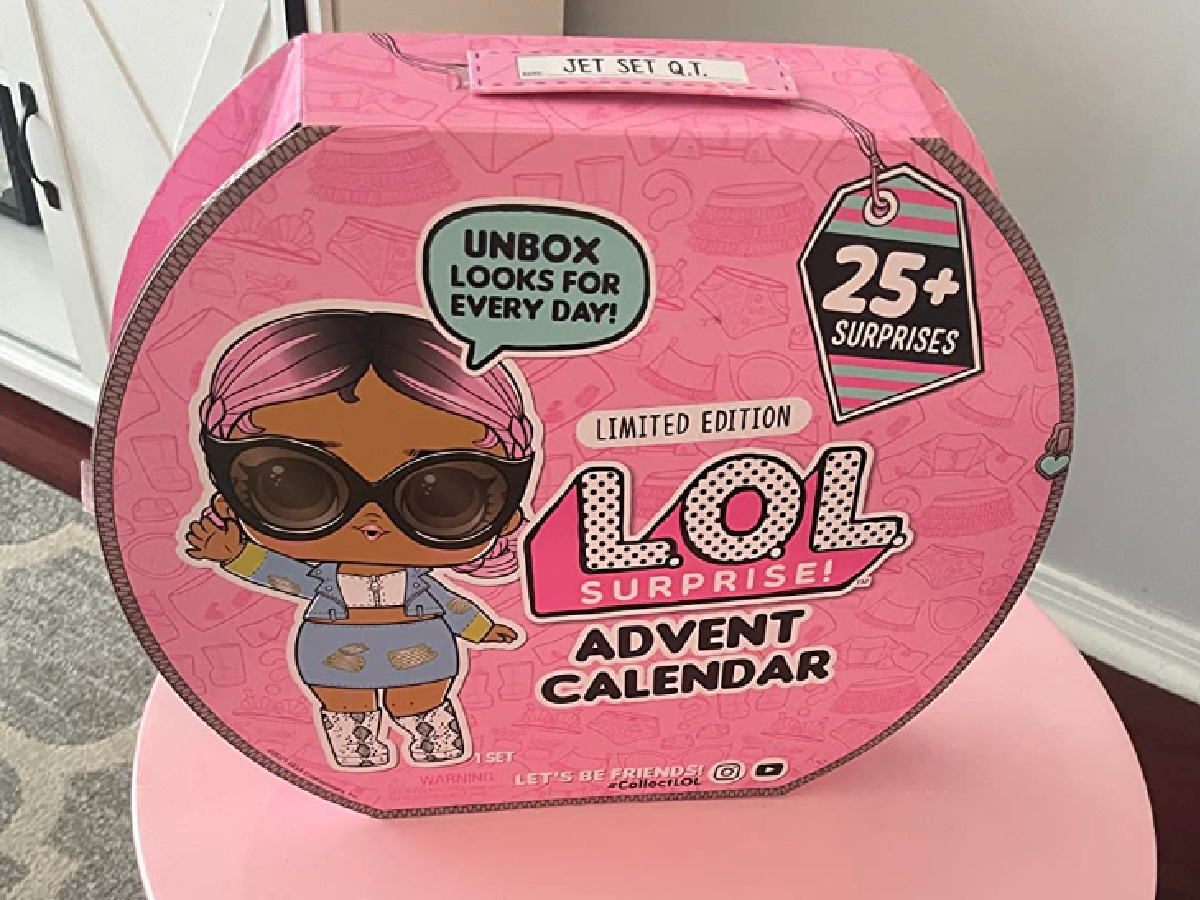 JET SET Q.T.
UNBOX
LOOKS FOR
EVERY DAY!
25+
SURPRISES
LIMITED EDITION
L.O.L.
SURPRISE!
TM
ADVENT
CALENDAR
1 SET
WARNING:
LET'S BE FRIENDS!
#CollectLOL